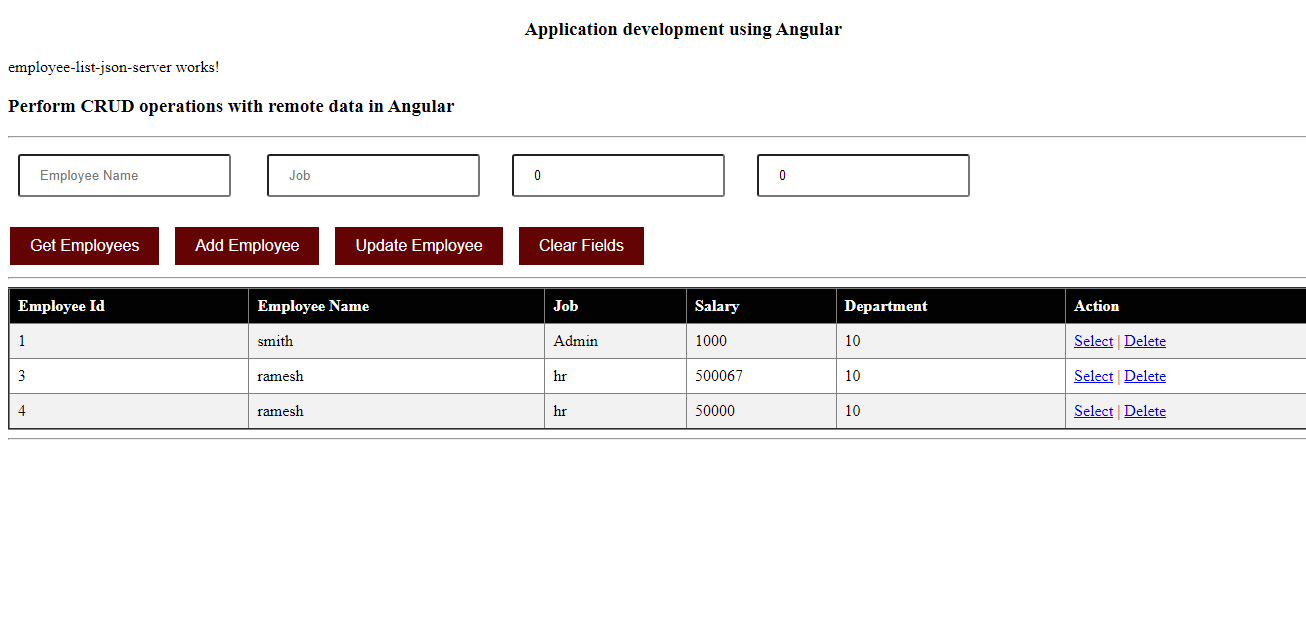 Application development using Angular
employee-list-json-server works!
Perform CRUD operations with remote data in Angular
Employee Name Job 0 0
Get Employees Add Employee Update Employee Clear Fields
Employee Id Employee Name Job Salary Department Action
1 smith Admin 1000 10 Select | Delete
3 ramesh hr 500067 10 Select | Delete
4 ramesh hr 50000 10 Select | Delete